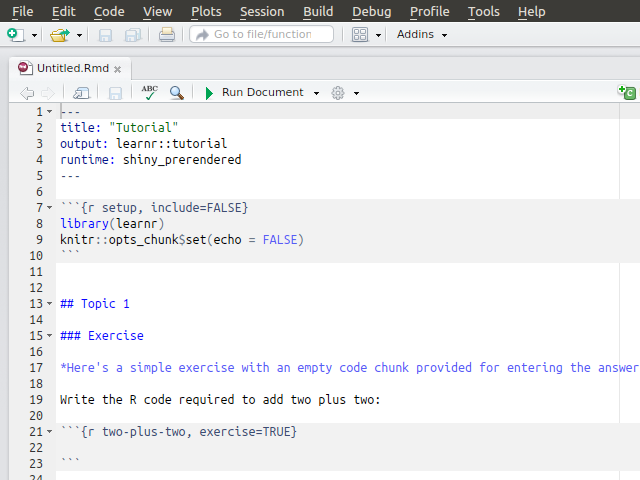 File Edit Code View Plots Session Build Debug Profile Tools Help
Go to file/function Addins
Untitled.Rmd
ABC Run Document C
1 ---
2 title: "Tutorial"
3 output: learnr::tutorial
4 runtime: shiny_prerendered
5 ---
6
7 ```{r setup, include=FALSE}
8 library(learnr)
9 knitr::opts_chunk$set(echo = FALSE)
10 ```
11
12
13 ## Topic 1
14
15 ### Exercise
16
17 *Here's a simple exercise with an empty code chunk provided for entering the answer
18
19 Write the R code required to add two plus two:
20
21 ```{r two-plus-two, exercise=TRUE}
22
23 ```
24